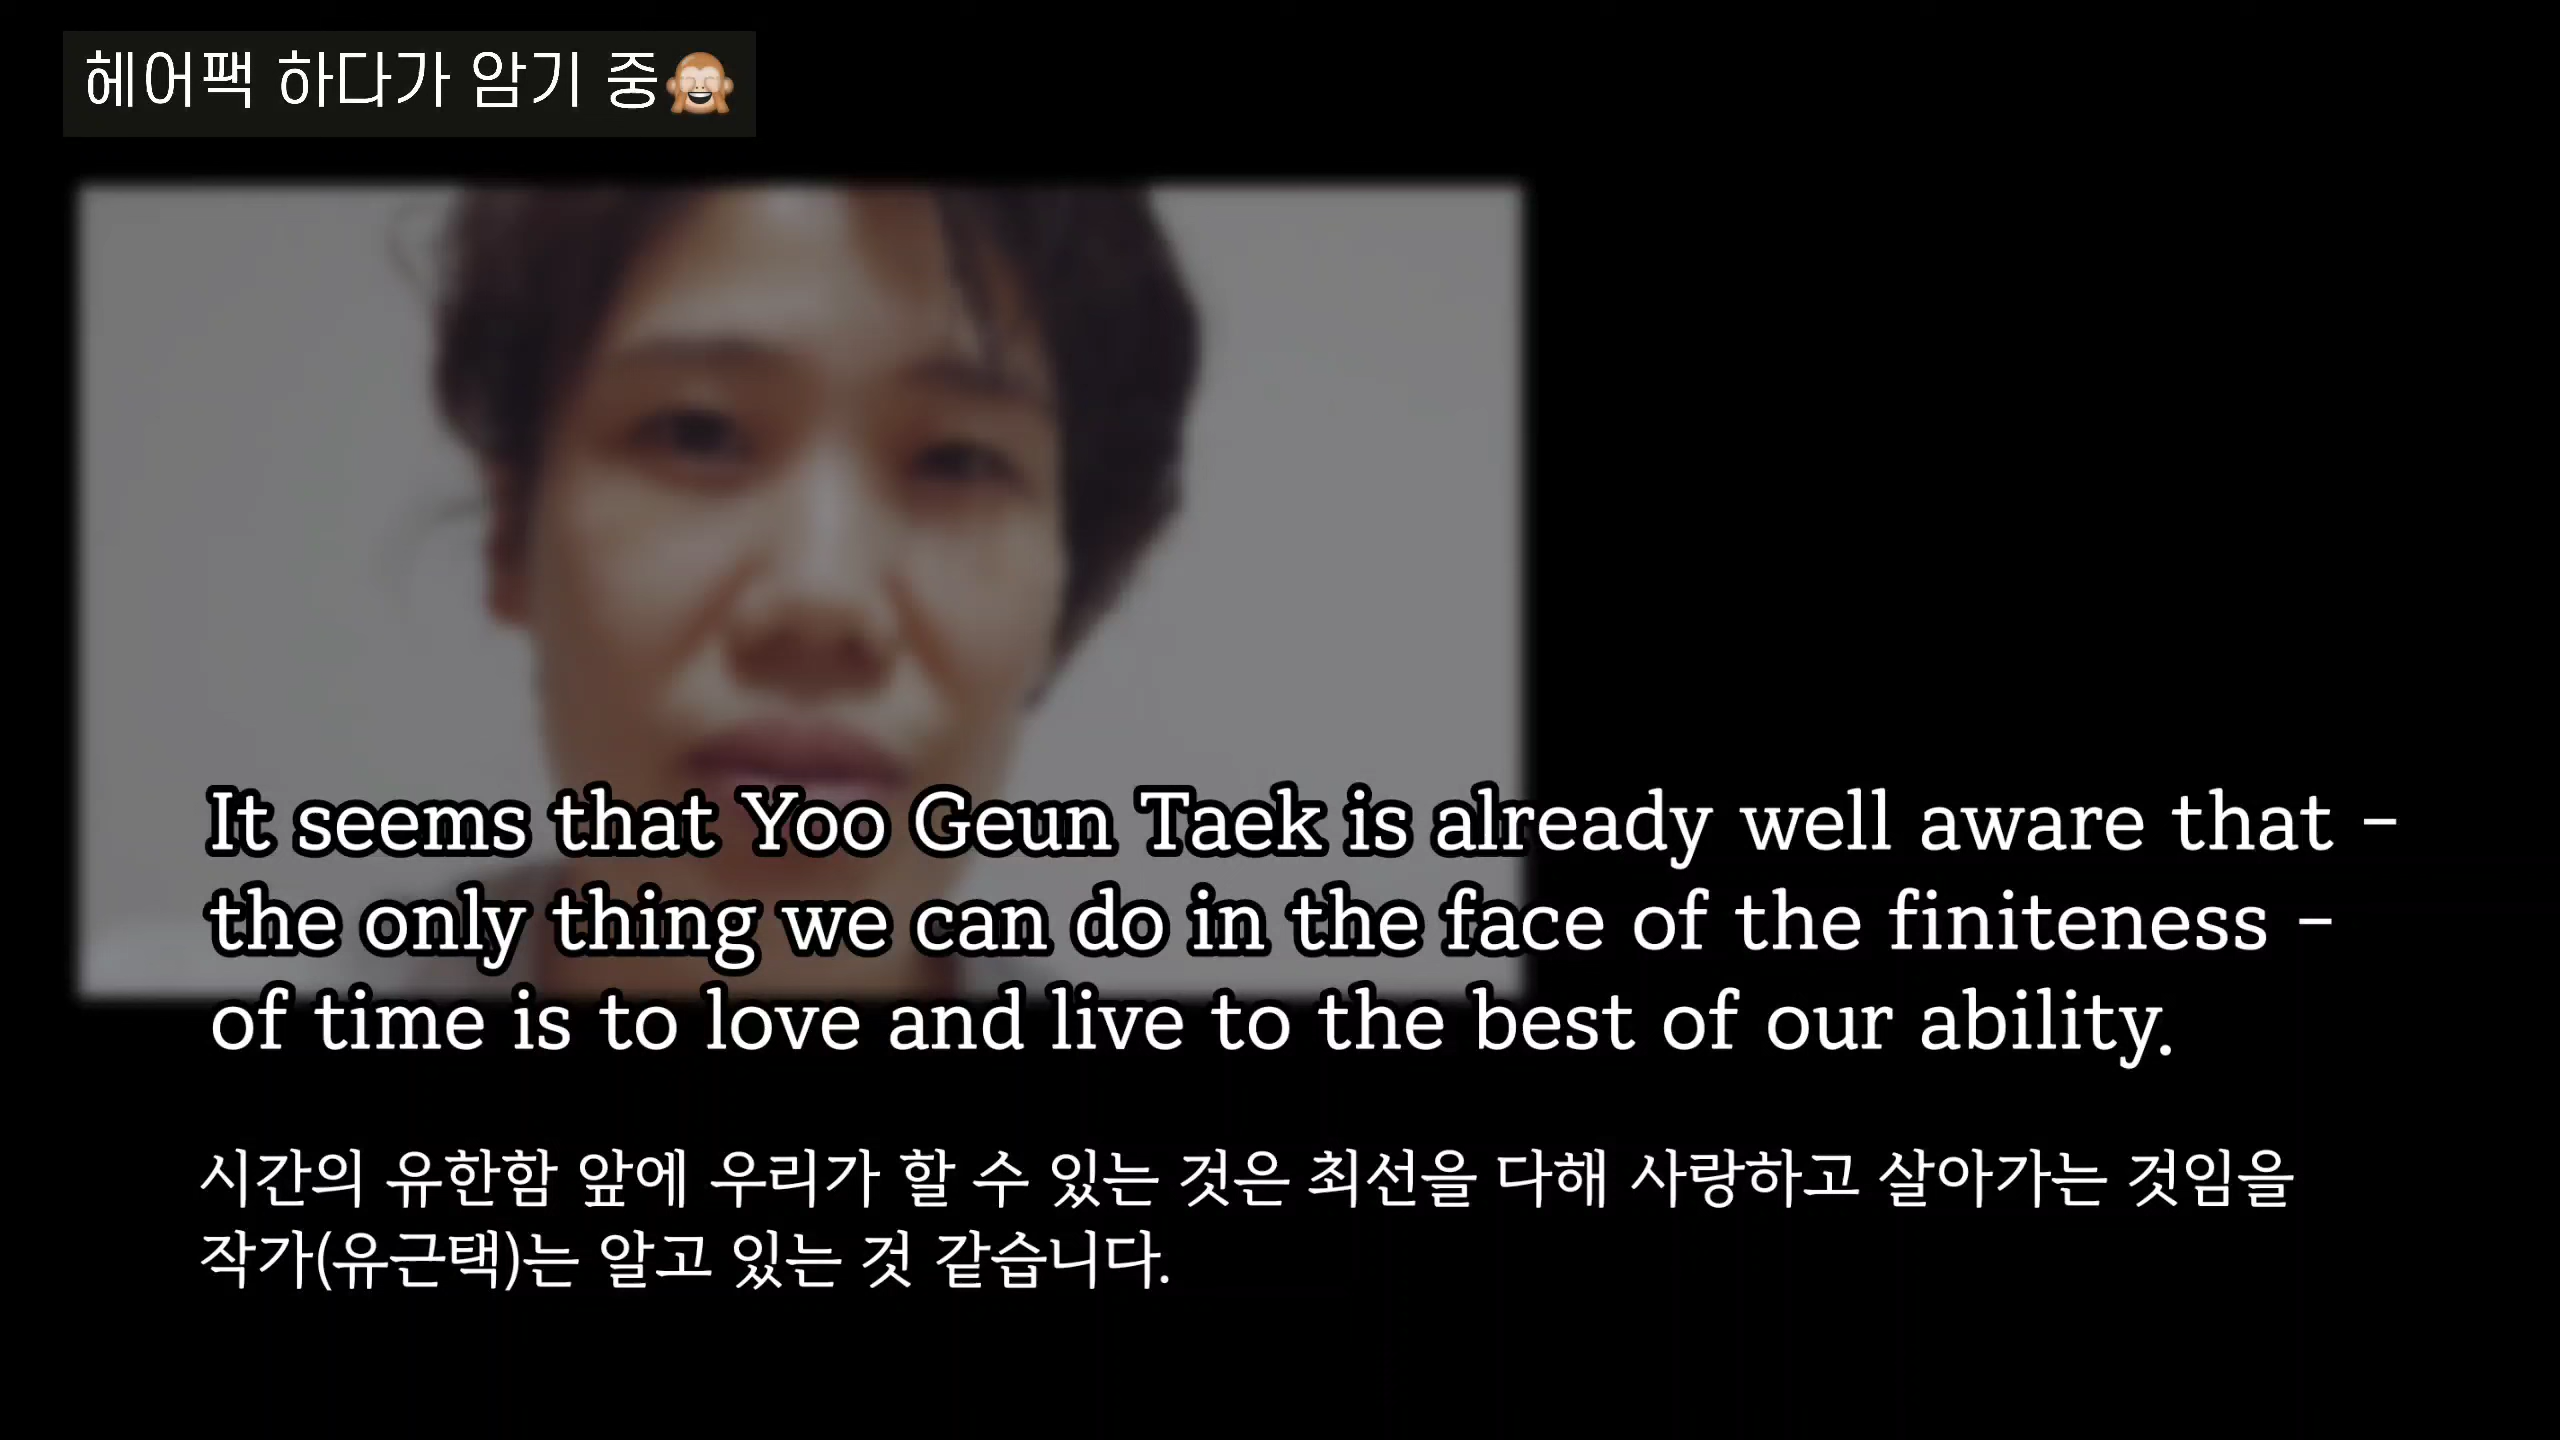 헤어팩 하다가 암기 중🙈
It seems that Yoo Geun Taek is already well aware that -
the only thing we can do in the face of the finiteness -
of time is to love and live to the best of our ability.
시간의 유한함 앞에 우리가 할 수 있는 것은 최선을 다해 사랑하고 살아가는 것임을
작가(유근택)는 알고 있는 것 같습니다.